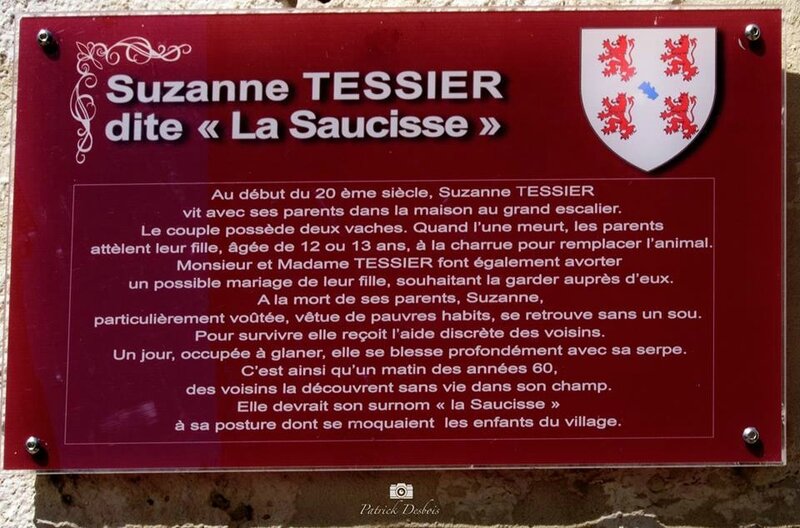 Suzanne TESSIER
dite « La Saucisse »
Au début du 20 ème siècle, Suzanne TESSIER
vit avec ses parents dans la maison au grand escalier.
Le couple possède deux vaches. Quand l'une meurt, les parents
attèlent leur fille, âgée de 12 ou 13 ans, à la charrue pour remplacer l'animal.
Monsieur et Madame TESSIER font également avorter
un possible mariage de leur fille, souhaitant la garder auprès d'eux.
A la mort de ses parents, Suzanne,
particulièrement voûtée, vêtue de pauvres habits, se retrouve sans un sou.
Pour survivre elle reçoit l'aide discrète des voisins.
Un jour, occupée à glaner, elle se blesse profondément avec sa serpe.
C'est ainsi qu'un matin des années 60,
des voisins la découvrent sans vie dans son champ.
Elle devrait son surnom « la Saucisse »
à sa posture dont se moquaient les enfants du village.
Patrick Desbois